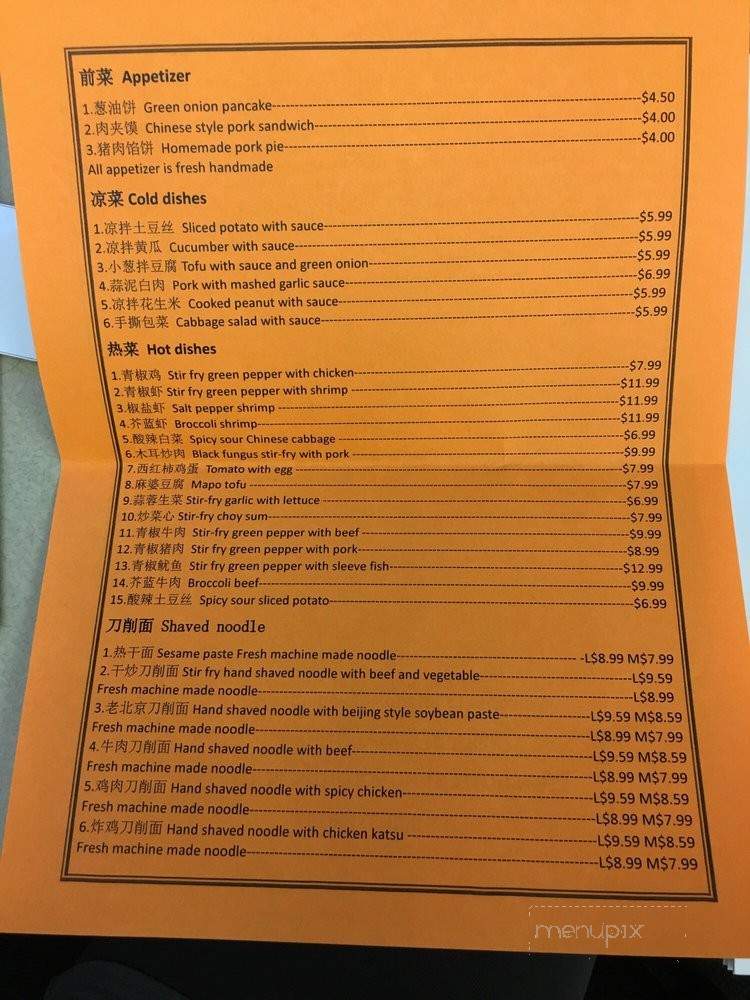 前菜 Appetizer
1.葱油饼 Green onion pancake------$4.50
2.肉夹馍 Chinese style pork sandwich------$4.00
3.猪肉馅饼 Homemade pork pie------$4.00
All appetizer is fresh handmade
凉菜 Cold dishes
1.凉拌土豆丝 Sliced potato with sauce------$5.99
2.凉拌黄瓜 Cucumber with sauce------$5.99
3.小葱拌豆腐 Tofu with sauce and green onion------$5.99
4.蒜泥白肉 Pork with mashed garlic sauce------$6.99
5.凉拌花生米 Cooked peanut with sauce------$5.99
6.手撕包菜 Cabbage salad with sauce------$5.99
热菜 Hot dishes
1.青椒鸡 Stir fry green pepper with chicken------$7.99
2.青椒虾 Stir fry green pepper with shrimp ------$11.99
3.椒盐虾 Salt pepper shrimp ------$11.99
4.芥蓝虾 Broccoli shrimp------$11.99
5.酸辣白菜 Spicy sour Chinese cabbage ------$6.99
6.木耳炒肉 Black fungus stir-fry with pork ------$9.99
7.西红柿鸡蛋 Tomato with egg ------$7.99
8.麻婆豆腐 Mapo tofu ------$7.99
9.蒜蓉生菜 Stir-fry garlic with lettuce ------$6.99
10.炒菜心 Stir-fry choy sum------$7.99
11.青椒牛肉 Stir-fry green pepper with beef ------$9.99
12.青椒猪肉 Stir fry green pepper with pork------$8.99
13.青椒鱿鱼 Stir fry green pepper with sleeve fish------$12.99
14.芥蓝牛肉 Broccoli beef------$9.99
15.酸辣土豆丝 Spicy sour sliced potato------$6.99
刀削面 Shaved noodle
1.热干面 Sesame paste Fresh machine made noodle------ -L$8.99 M$7.99
2.干炒刀削面 Stir fry hand shaved noodle with beef and vegetable------L$9.59
Fresh machine made noodle------L$8.99
3.老北京刀削面 Hand shaved noodle with beijing style soybean paste------L$9.59 M$8.59
Fresh machine made noodle------L$8.99 M$7.99
4.牛肉刀削面 Hand shaved noodle with beef------L$9.59 M$8.59
Fresh machine made noodle------L$8.99 M$7.99
5.鸡肉刀削面 Hand shaved noodle with spicy chicken------L$9.59 M$8.59
Fresh machine made noodle------L$8.99 M$7.99
6.炸鸡刀削面 Hand shaved noodle with chicken katsu ------L$9.59 M$8.59
Fresh machine made noodle------L$8.99 M$7.99
menupix